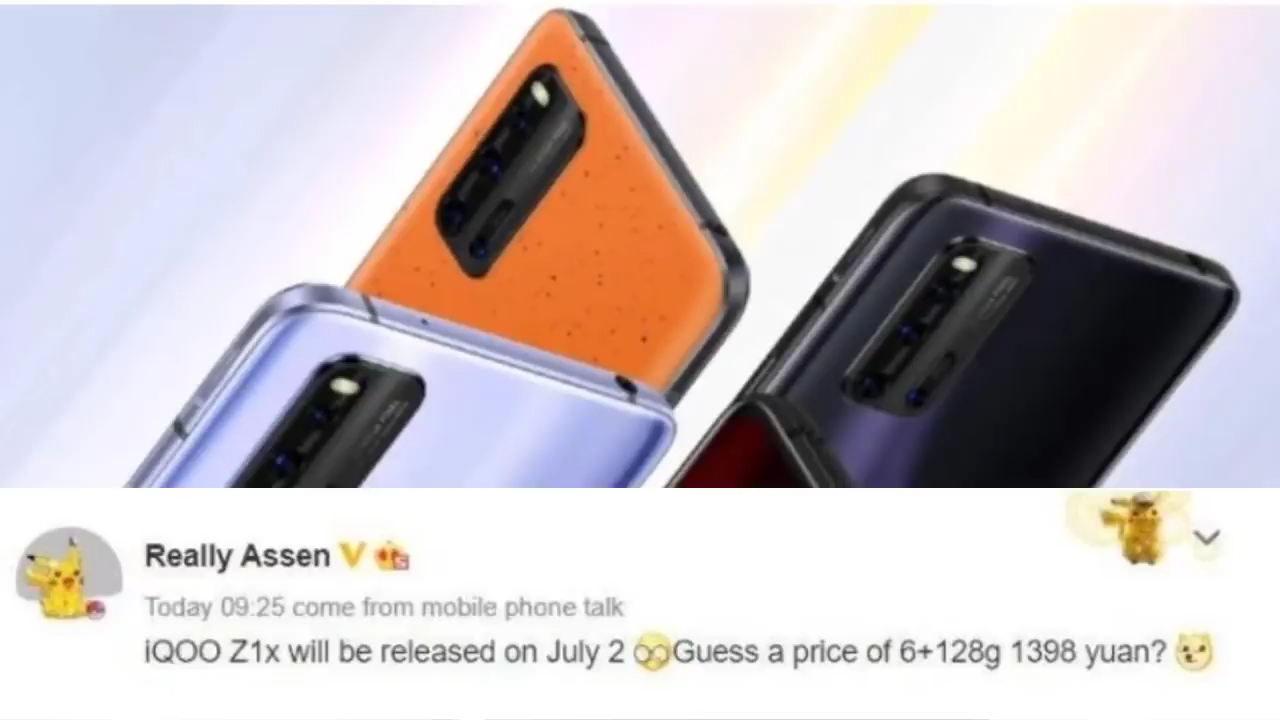 Really Assen
Today 09:25 come from mobile phone talk
iQOO Z1x will be released on July 2 Guess a price of 6+128g 1398 yuan?